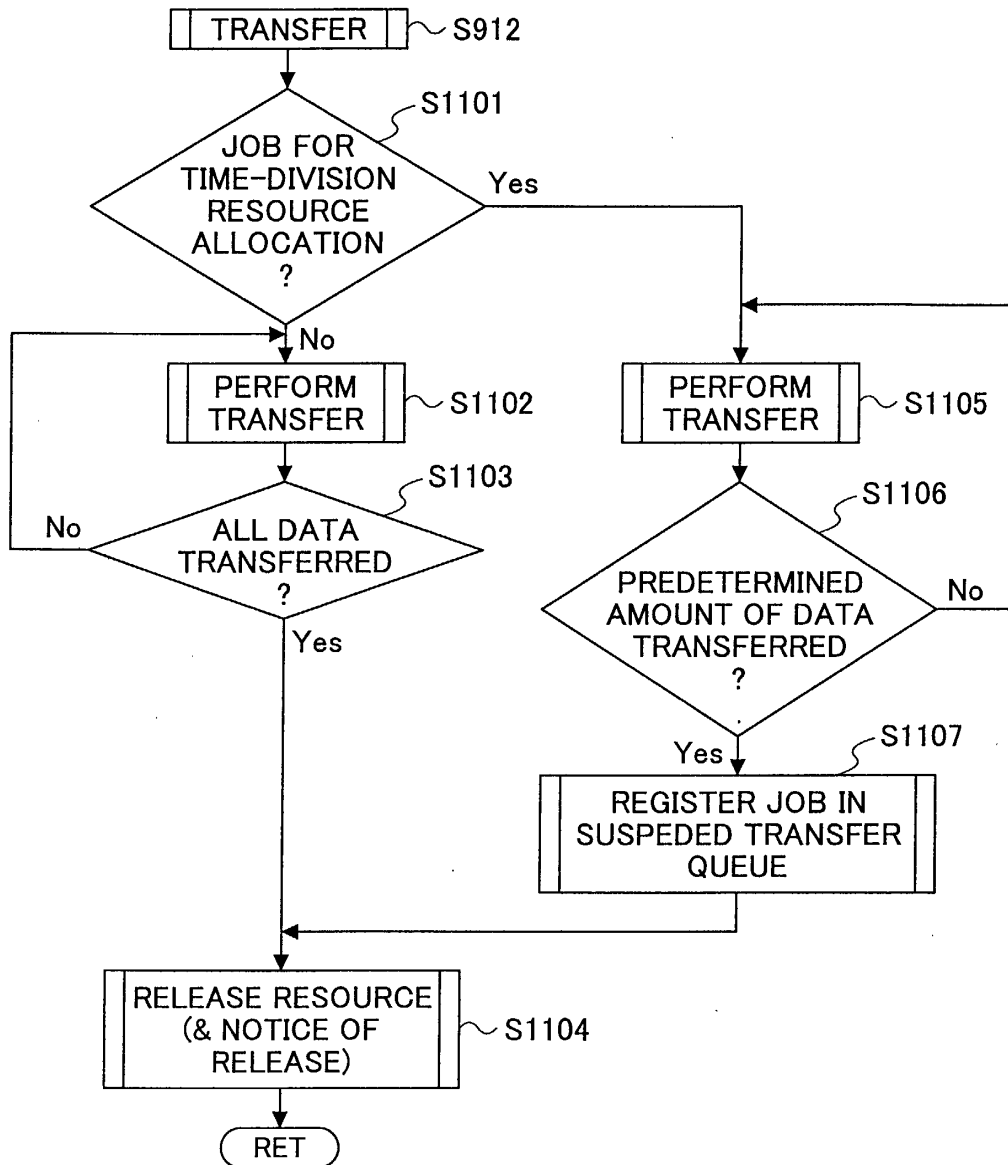 TRANSFER
S912
S1101
JOB FOR
TIME-DIVISION
RESOURCE
ALLOCATION
?
Yes
No
PERFORM
TRANSFER
S1102
PERFORM
TRANSFER
S1105
S1103
No
ALL DATA
TRANSFERRED
?
Yes
S1106
PREDETERMINED
AMOUNT OF DATA
TRANSFERRED
?
No
Yes
S1107
REGISTER JOB IN
SUSPEDED TRANSFER
QUEUE
RELEASE RESOURCE
(& NOTICE OF
RELEASE)
S1104
RET